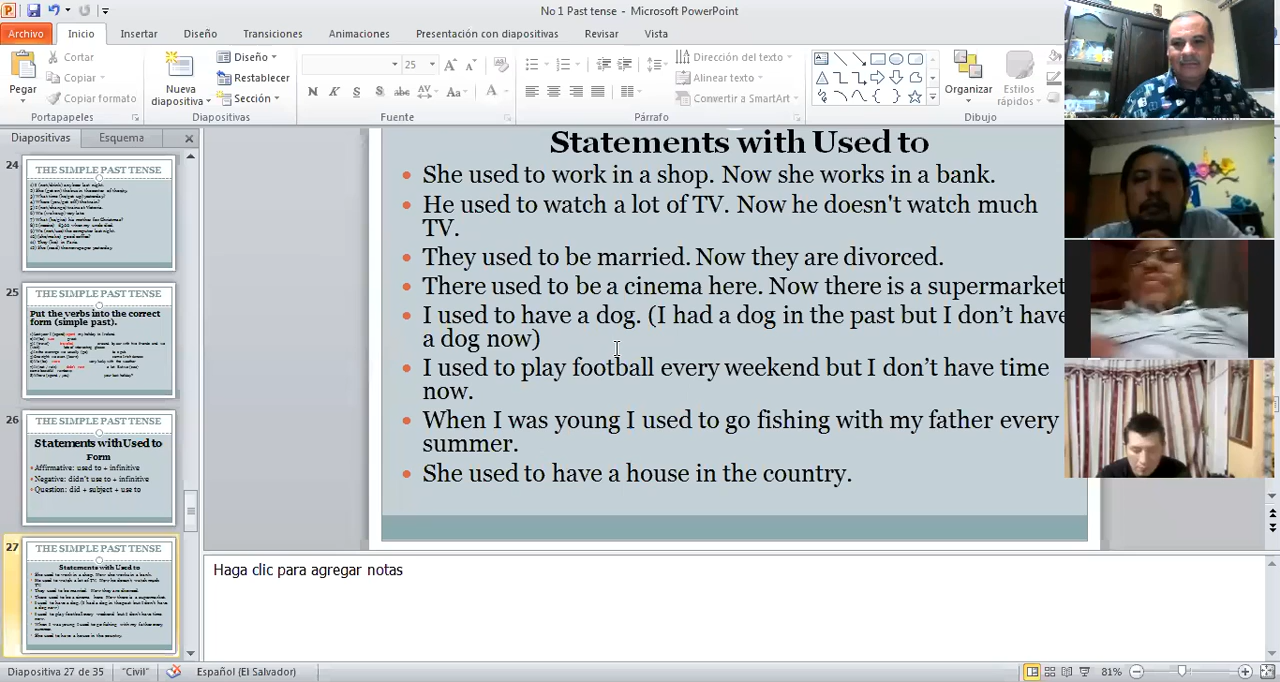 No 1 Past tense - Microsoft PowerPoint
Archivo Inicio Insertar Diseño Transiciones Animaciones Presentación con diapositivas Revisar Vista
Cortar
Copiar
Copiar formato
Pegar
Portapapeles
Nueva diapositiva
Diseño
Restablecer
Sección
Diapositivas
25
Fuente
Párrafo
Dirección del texto
Alinear texto
Convertir a SmartArt
Organizar
Estilos rápidos
Dibujo
Diapositivas Esquema
24
THE SIMPLE PAST TENSE
25
Put the verbs into the correct
form (simple past).
26
THE SIMPLE PAST TENSE
Statements with Used to
Form
Affirmative: used to + infinitive
Negative: didn't use to + infinitive
Question: did + subject + use to
27
THE SIMPLE PAST TENSE
Statements with Used to
Statements with Used to
She used to work in a shop. Now she works in a bank.
He used to watch a lot of TV. Now he doesn't watch much
TV.
They used to be married. Now they are divorced.
There used to be a cinema here. Now there is a supermarket
I used to have a dog. (I had a dog in the past but I don't have
a dog now)
I used to play football every weekend but I don't have time
now.
When I was young I used to go fishing with my father every
summer.
She used to have a house in the country.
Haga clic para agregar notas
Diapositiva 27 de 35 "Civil" Español (El Salvador) 81%